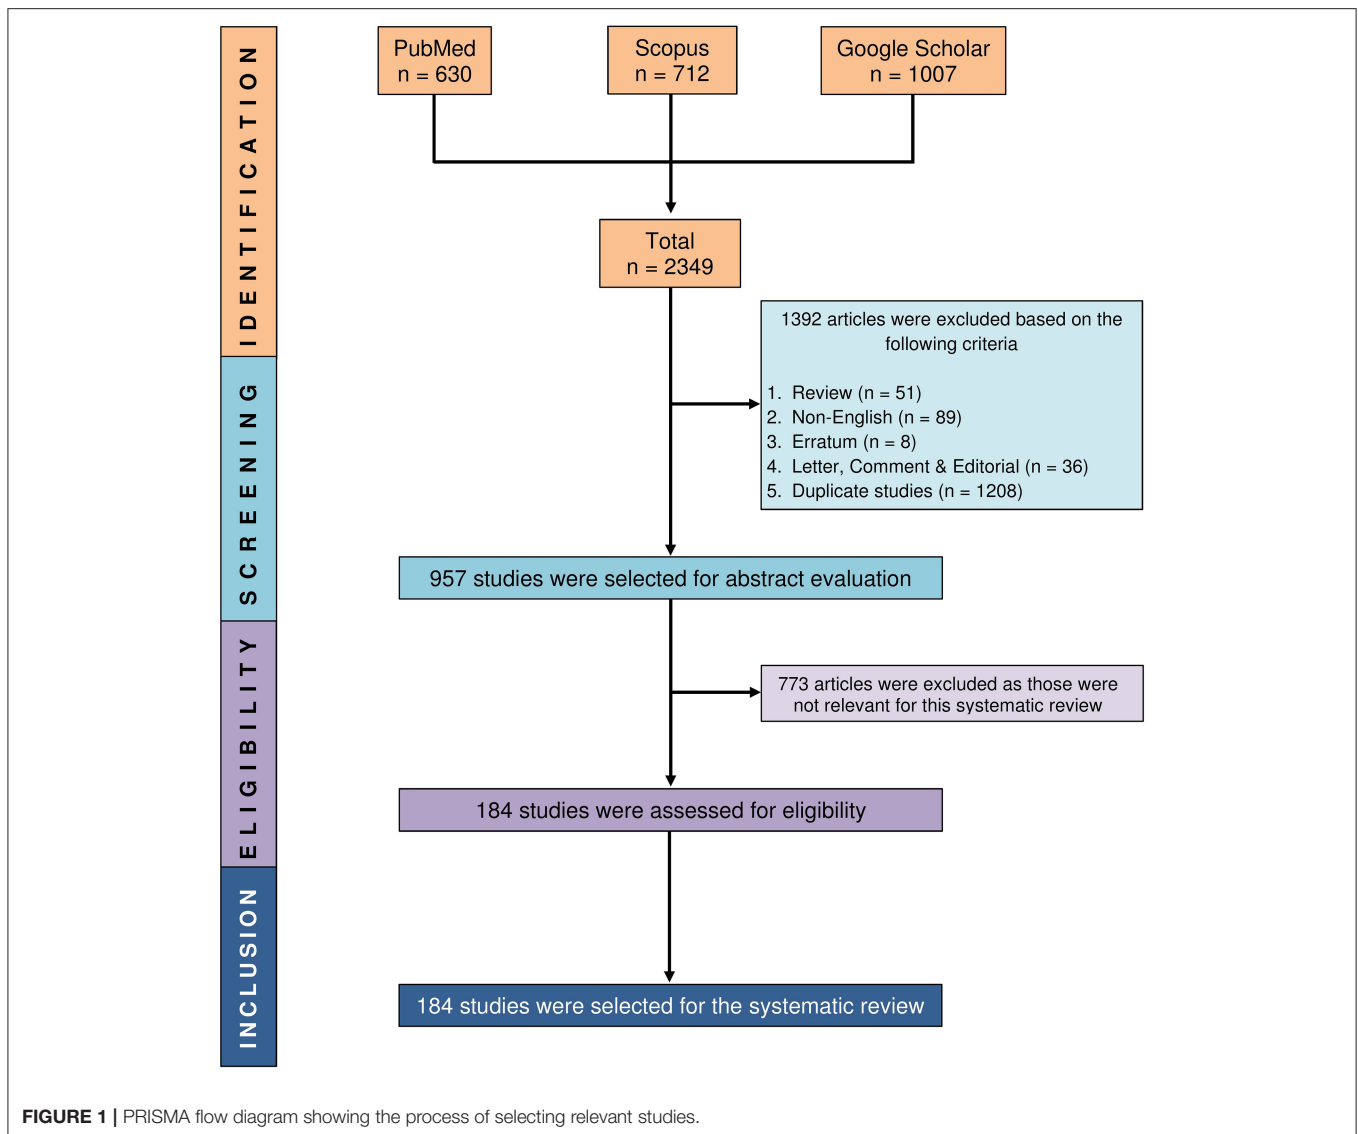 IDENTIFICATION
PubMed
n = 630
Scopus
n = 712
Google Scholar
n = 1007
Total
n = 2349
SCREENING
1392 articles were excluded based on the
following criteria
1. Review (n = 51)
2. Non-English (n = 89)
3. Erratum (n = 8)
4. Letter, Comment & Editorial (n = 36)
5. Duplicate studies (n = 1208)
957 studies were selected for abstract evaluation
ELIGIBILITY
773 articles were excluded as those were
not relevant for this systematic review
184 studies were assessed for eligibility
INCLUSION
184 studies were selected for the systematic review
FIGURE 1 | PRISMA flow diagram showing the process of selecting relevant studies.